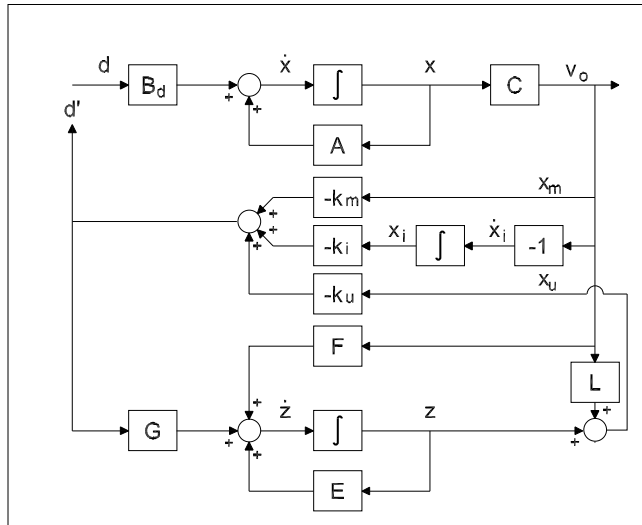 d B_d ẋ ∫ x C v_o
+ +
d' A
-k_m x_m
+ +
+ -k_i x_i ∫ ẋ_i -1
+ -k_u x_u
F
L
+ +
G + ż ∫ z +
+ E